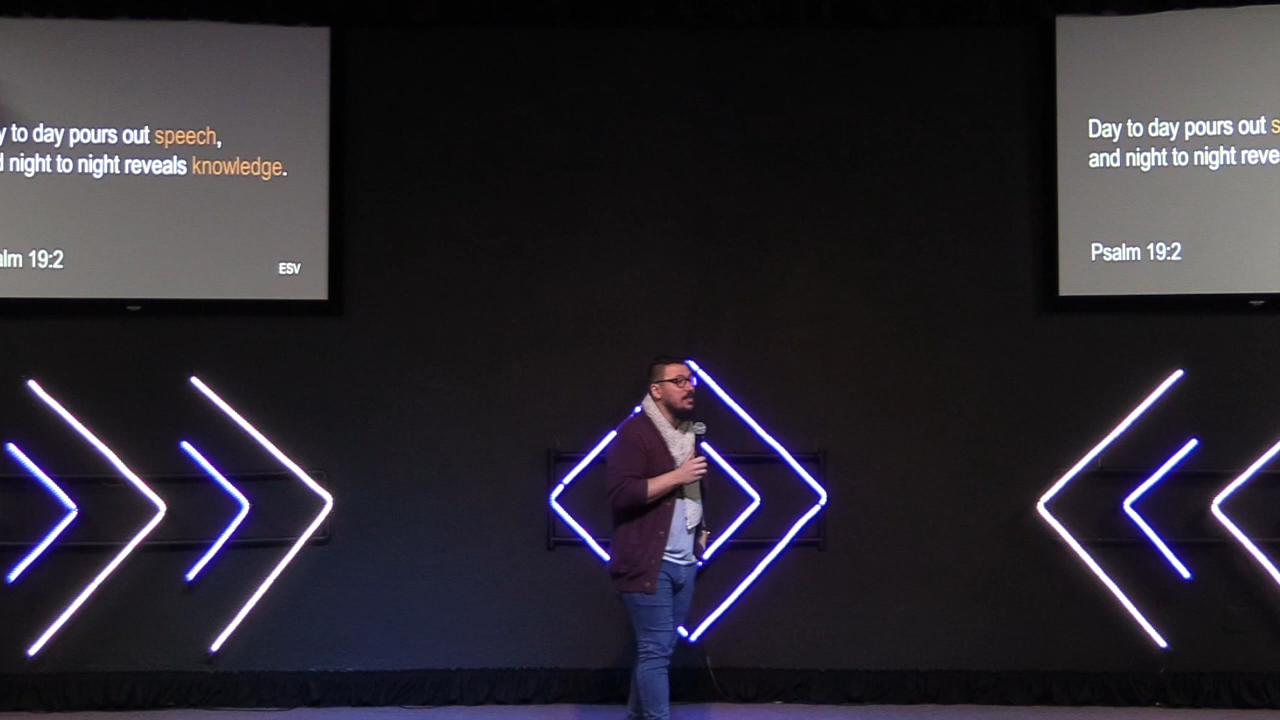 y to day pours out speech,
d night to night reveals knowledge.
alm 19:2
ESV
Day to day pours out s
and night to night reve
Psalm 19:2